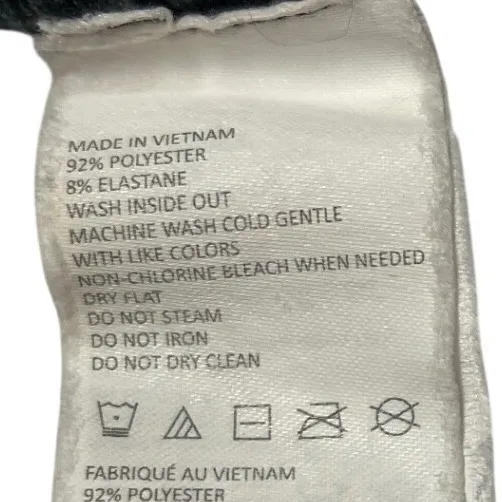 MADE IN VIETNAM
92% POLYESTER
8% ELASTANE
WASH INSIDE OUT
MACHINE WASH COLD GENTLE
WITH LIKE COLORS
NON-CHLORINE BLEACH WHEN NEEDED
DRY FLAT
DO NOT STEAM
DO NOT IRON
DO NOT DRY CLEAN
FABRIQUÉ AU VIETNAM
92% POLYESTER